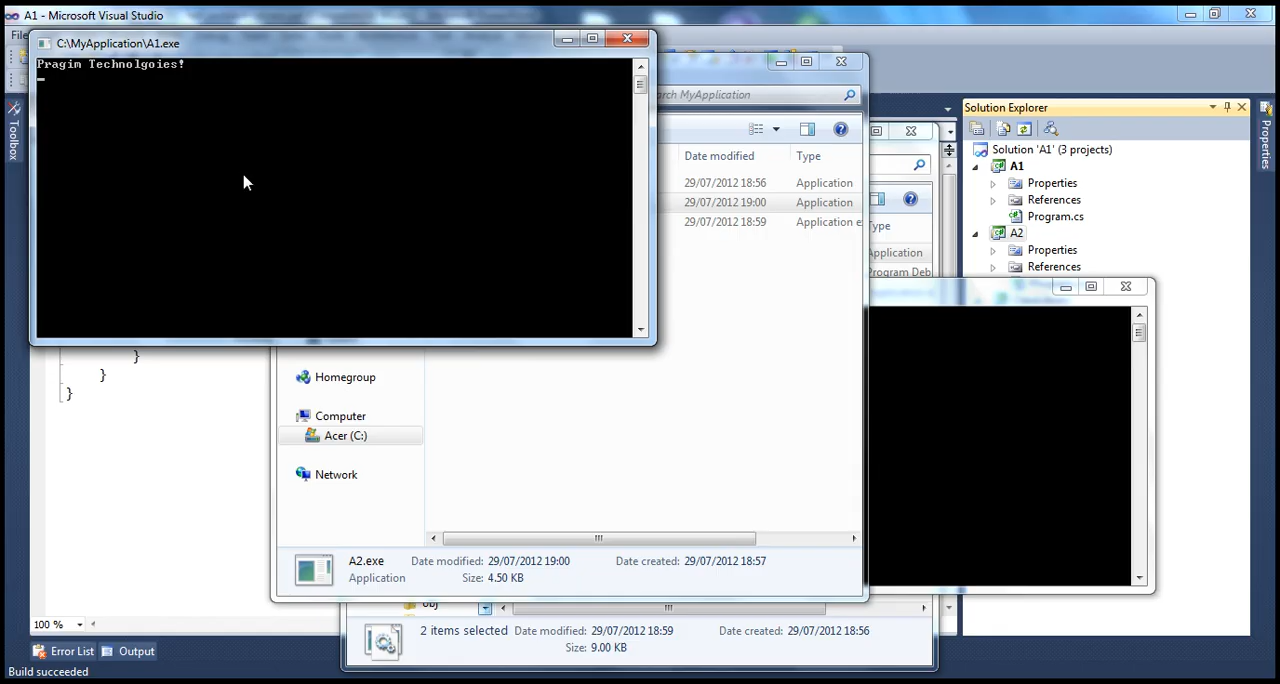 A1 - Microsoft Visual Studio
File
C:\MyApplication\A1.exe
Pragim Technolgoies!
arch MyApplication
Date modified Type
29/07/2012 18:56 Application
29/07/2012 19:00 Application
29/07/2012 18:59 Application e
Toolbox
Solution Explorer
Solution 'A1' (3 projects)
A1
Properties
References
Program.cs
A2
Properties
References
Properties
ype
Application
Program Deb
}
}
}
Homegroup
Computer
Acer (C:)
Network
A2.exe Date modified: 29/07/2012 19:00 Date created: 29/07/2012 18:57
Application Size: 4.50 KB
obj
2 items selected Date modified: 29/07/2012 18:59 Date created: 29/07/2012 18:56
Size: 9.00 KB
100 %
Error List Output
Build succeeded